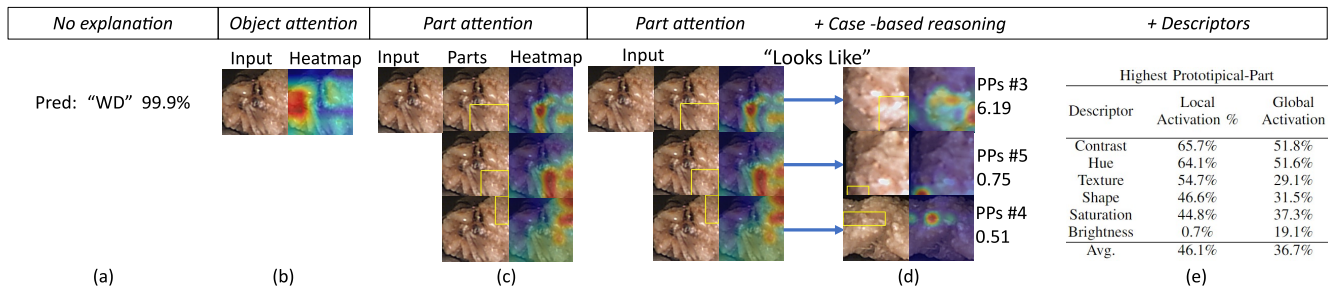 No explanation
Object attention
Part attention
Part attention
+ Case -based reasoning
+ Descriptors
Pred: “WD” 99.9%
Input Heatmap
Input Parts Heatmap
Input
“Looks Like”
PPs #3
6.19
PPs #5
0.75
PPs #4
0.51
Highest Prototipical-Part
Descriptor Local Activation % Global Activation
Contrast 65.7% 51.8%
Hue 64.1% 51.6%
Texture 54.7% 29.1%
Shape 46.6% 31.5%
Saturation 44.8% 37.3%
Brightness 0.7% 19.1%
Avg. 46.1% 36.7%
(a) (b) (c) (d) (e)